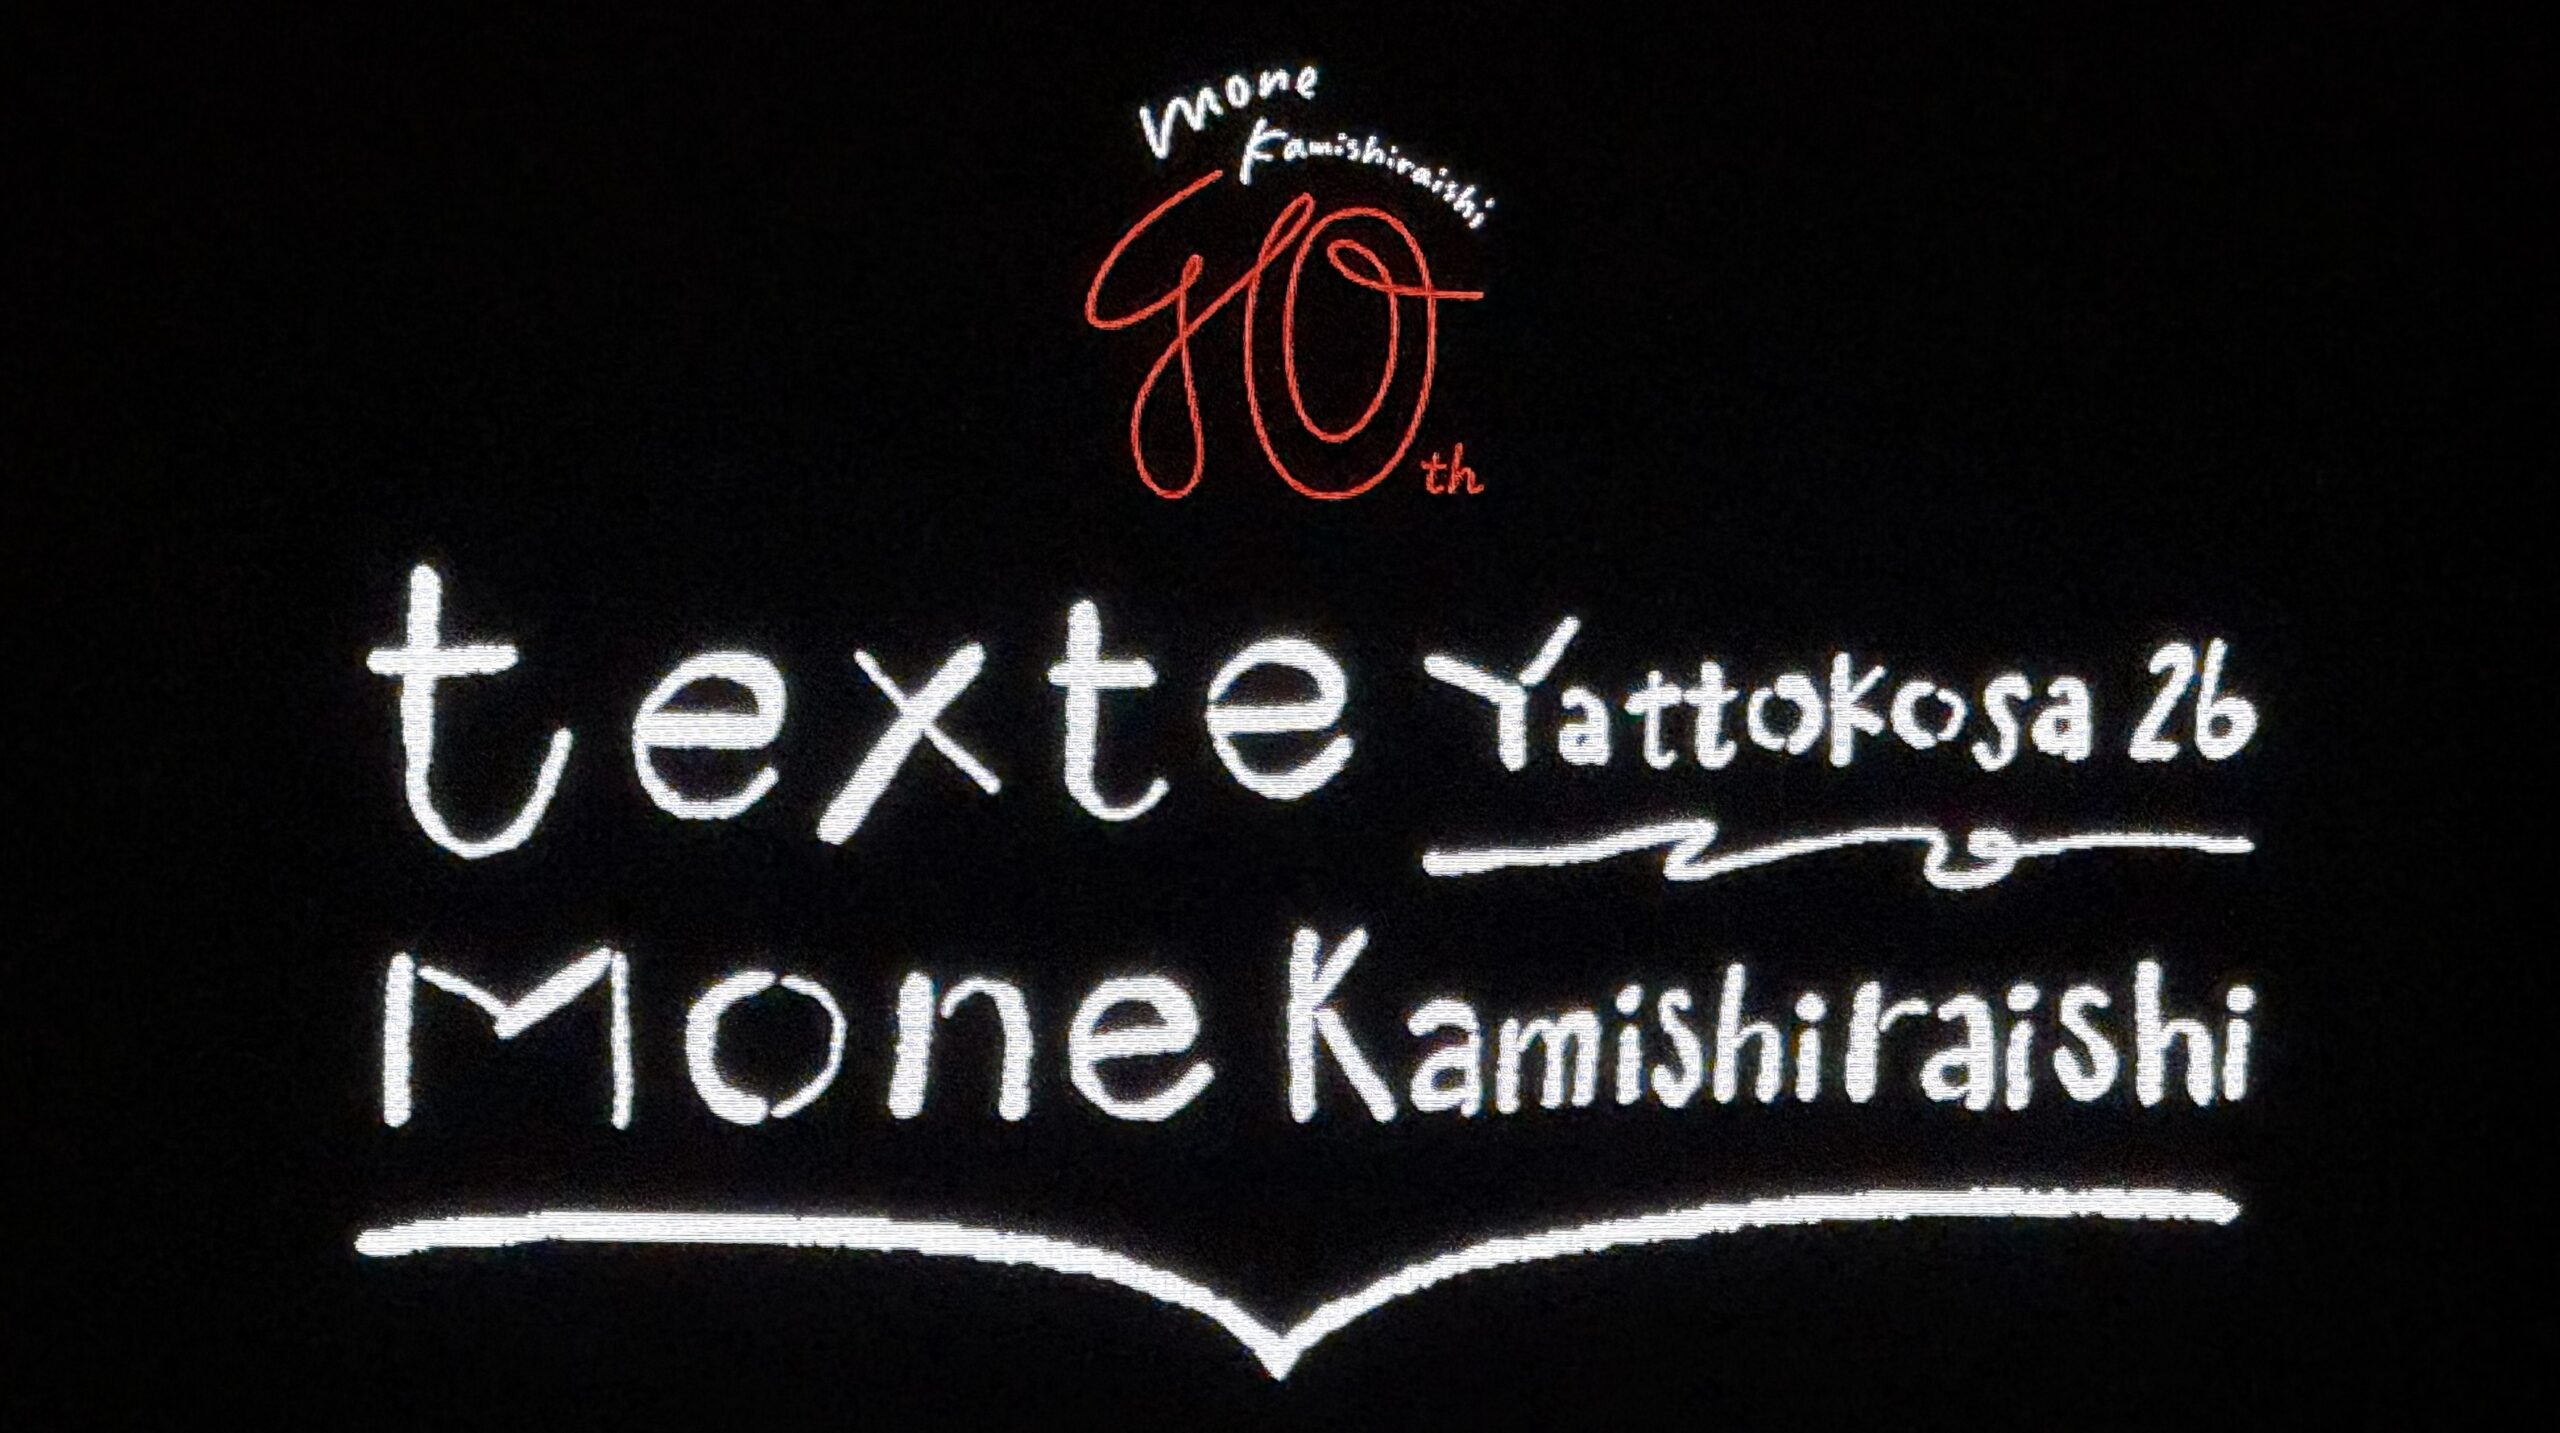 mone
Kamishiraishi
10th
texte Yattokosa 26
Mone Kamishiraishi